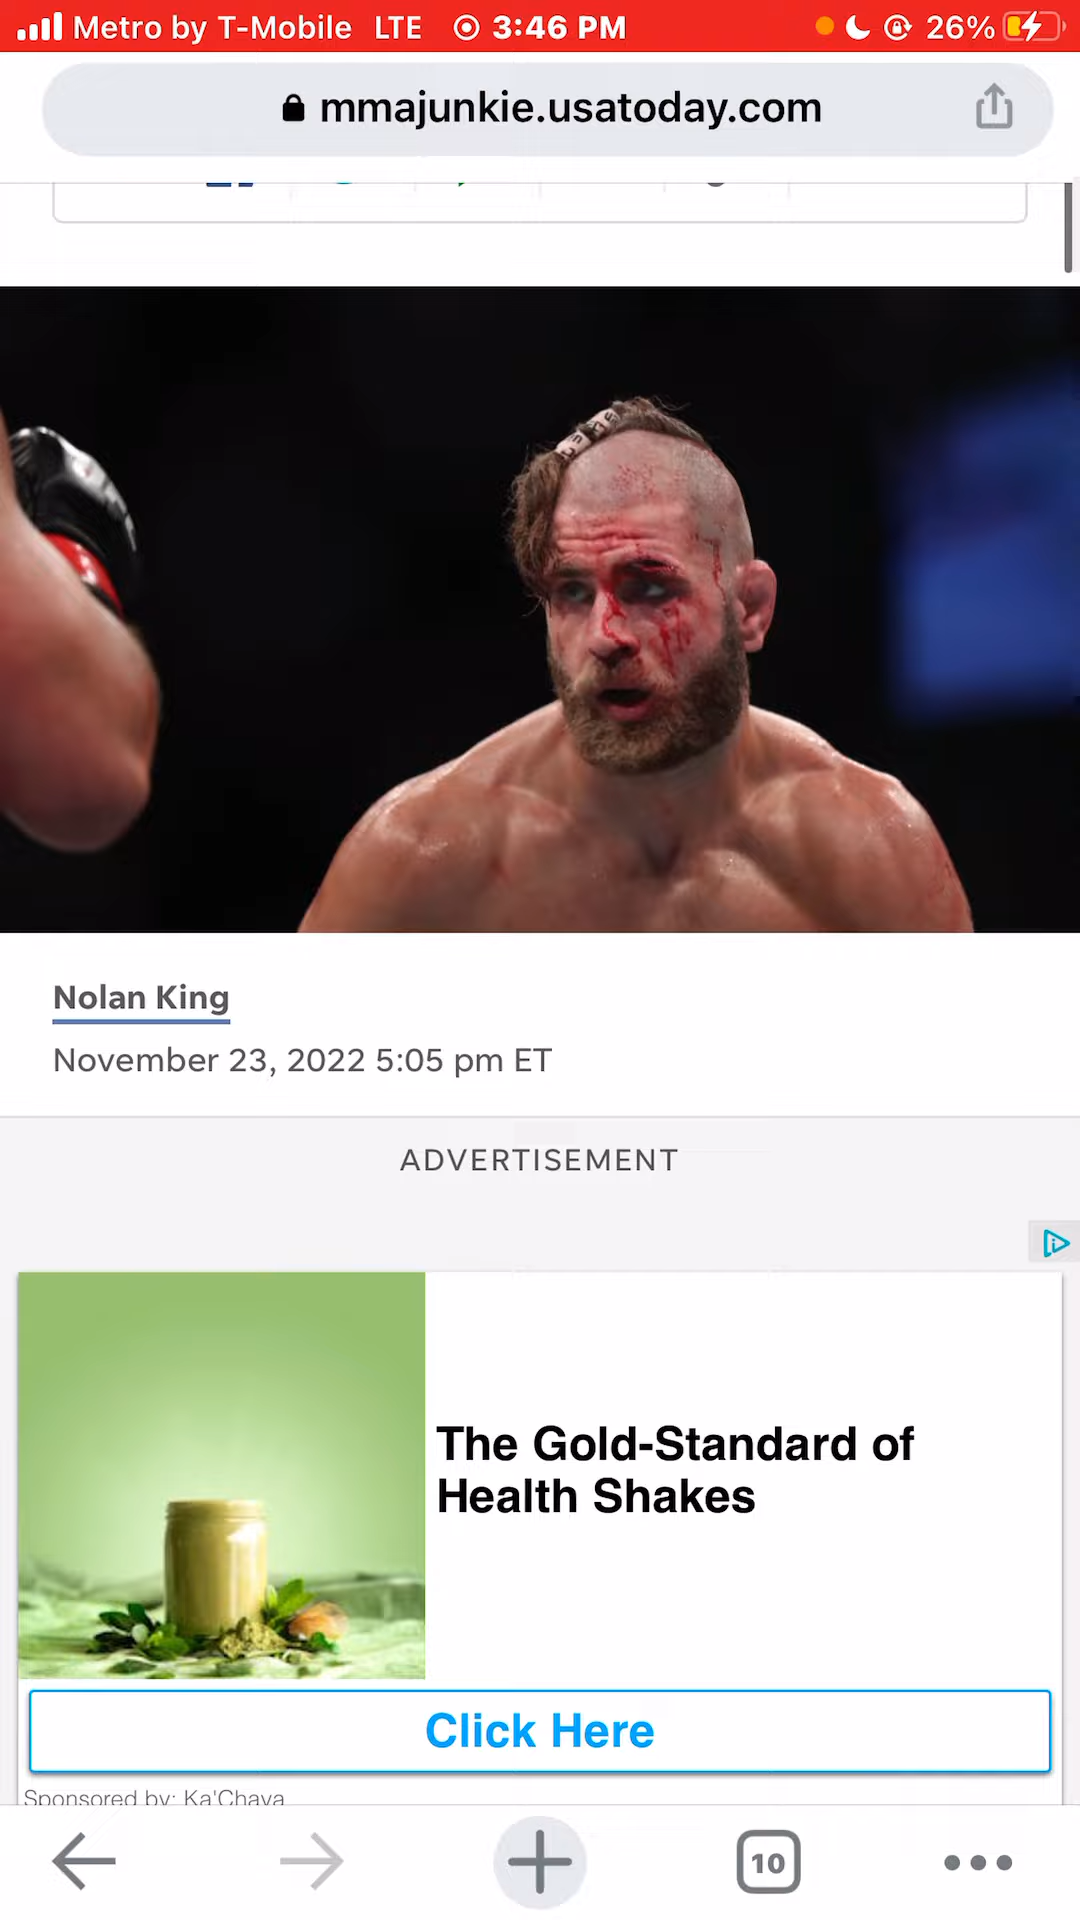 Metro by T-Mobile LTE 3:46 PM 26%
mmajunkie.usatoday.com
Nolan King
November 23, 2022 5:05 pm ET
ADVERTISEMENT
The Gold-Standard of
Health Shakes
Click Here
Sponsored by: Ka'Chava
10